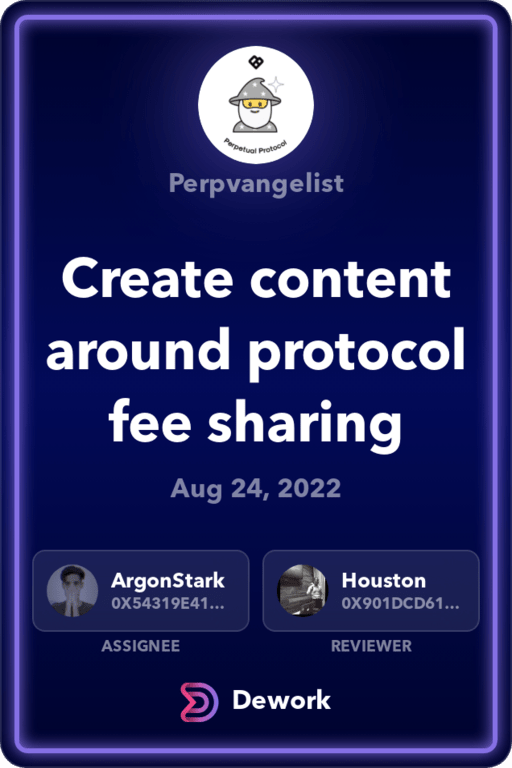 Perpetual Protocol
Perpvangelist
Create content
around protocol
fee sharing
Aug 24, 2022
ArgonStark
0X54319E41...
Houston
0X901DCD61...
ASSIGNEE
REVIEWER
Dework